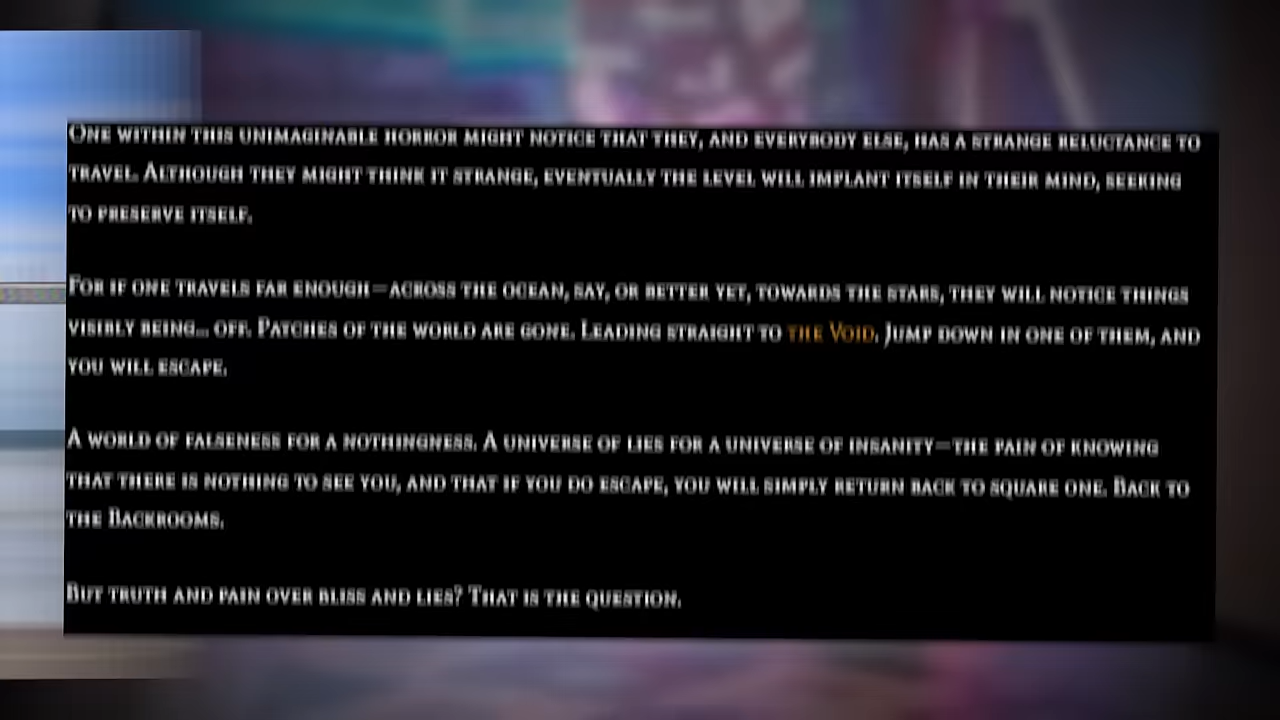 One within this unimaginable horror might notice that they, and everybody else, has a strange reluctance to
travel. Although they might think it strange, eventually the level will implant itself in their mind, seeking
to preserve itself.
For if one travels far enough—across the ocean, say, or better yet, towards the stars, they will notice things
visibly being... off. Patches of the world are gone. Leading straight to the Void. Jump down in one of them, and
you will escape.
A world of falseness for a nothingness. A universe of lies for a universe of insanity—the pain of knowing
that there is nothing to see you, and that if you do escape, you will simply return back to square one. Back to
the Backrooms.
But truth and pain over bliss and lies? That is the question.